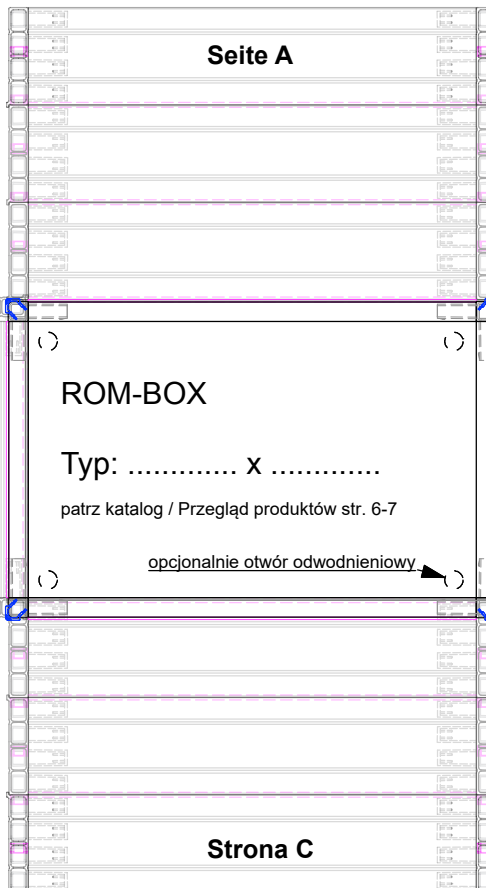 Seite A
ROM-BOX
Typ: ............. x .............
patrz katalog / Przegląd produktów str. 6-7
opcjonalnie otwór odwodnieniowy
Strona C